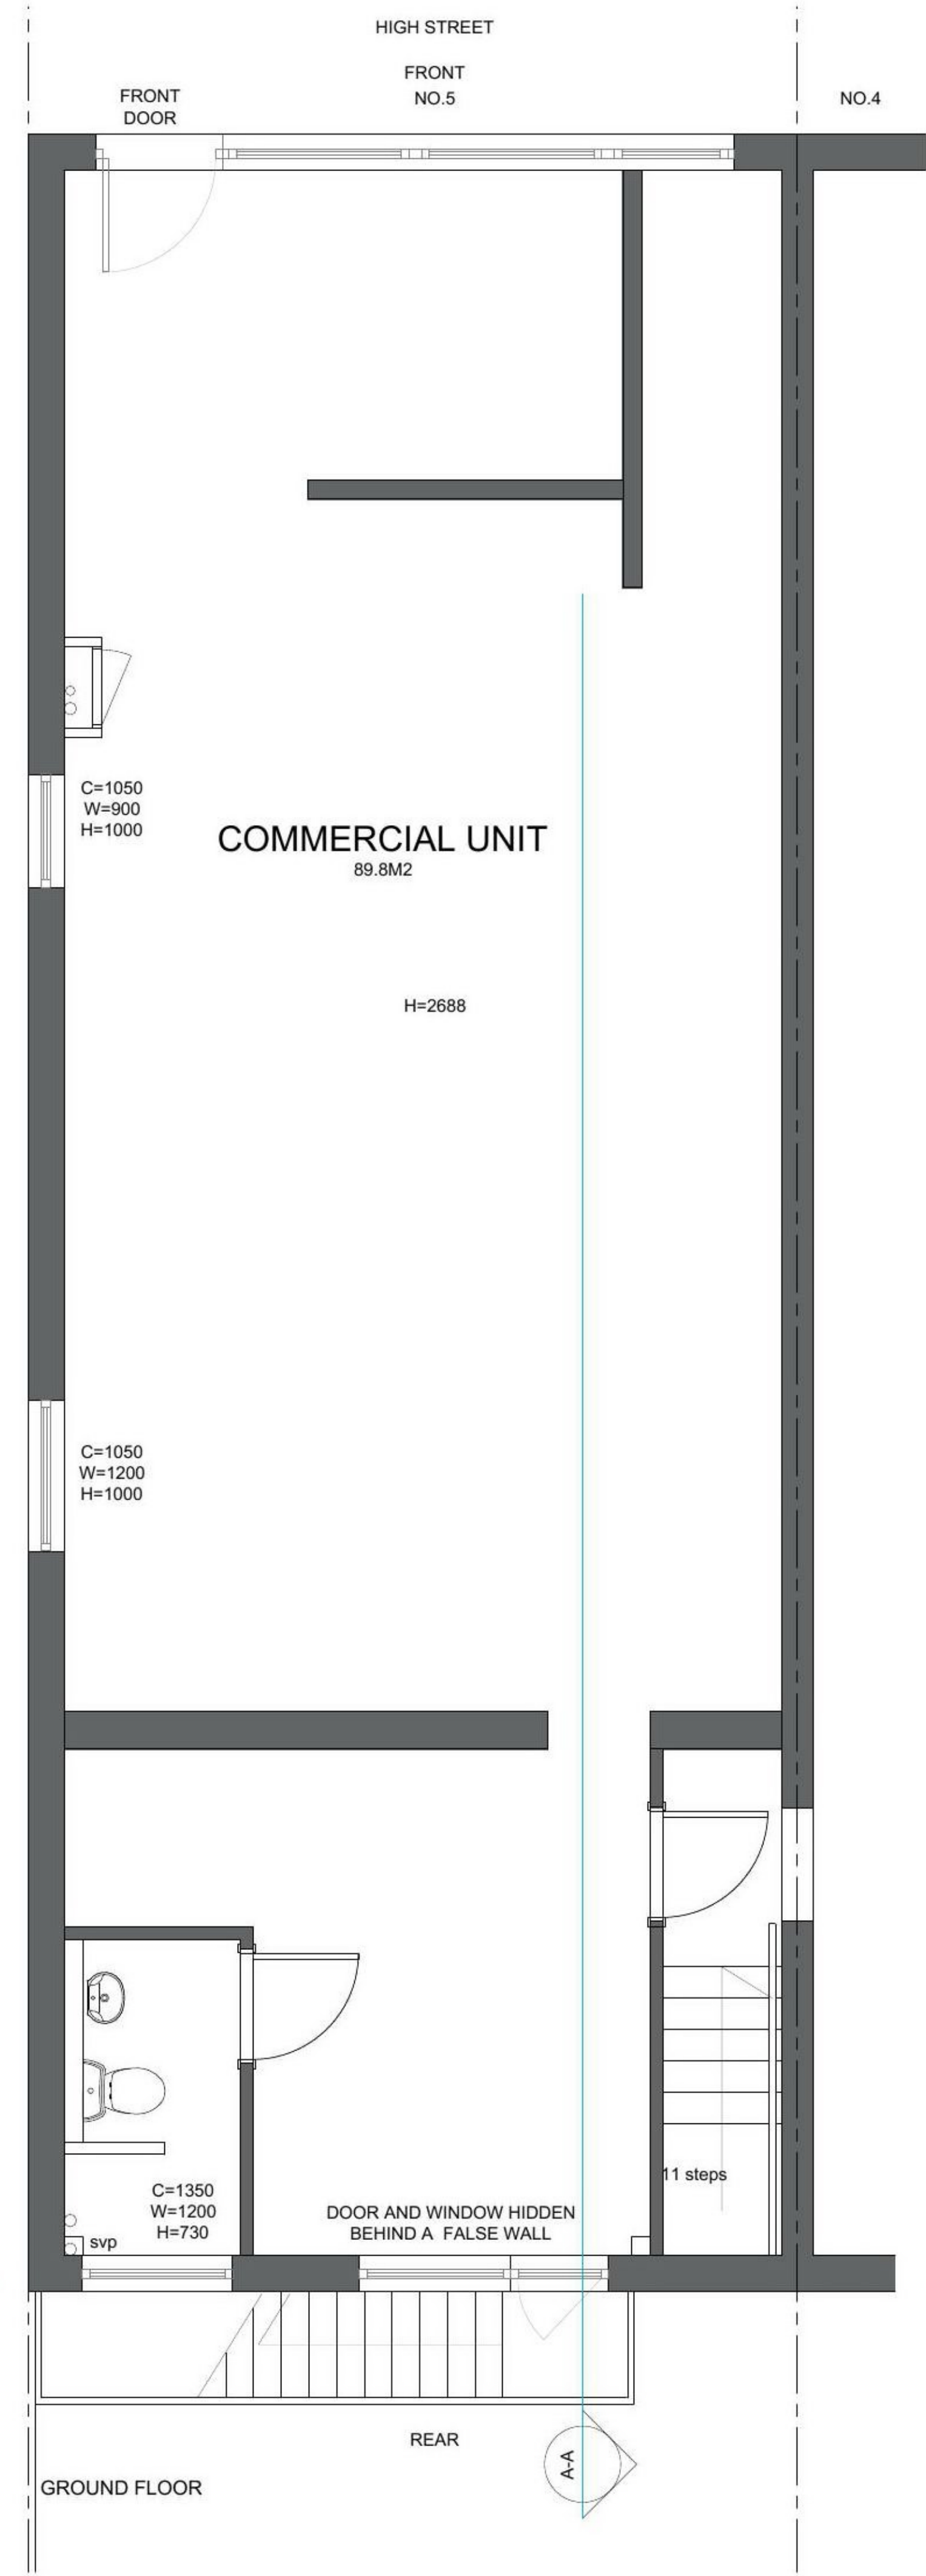 HIGH STREET
FRONT
NO.5
FRONT
DOOR
NO.4
C=1050
W=900
H=1000
COMMERCIAL UNIT
89.8M2
H=2688
C=1050
W=1200
H=1000
11 steps
C=1350
W=1200
H=730
svp
DOOR AND WINDOW HIDDEN
BEHIND A FALSE WALL
REAR
A-A
GROUND FLOOR